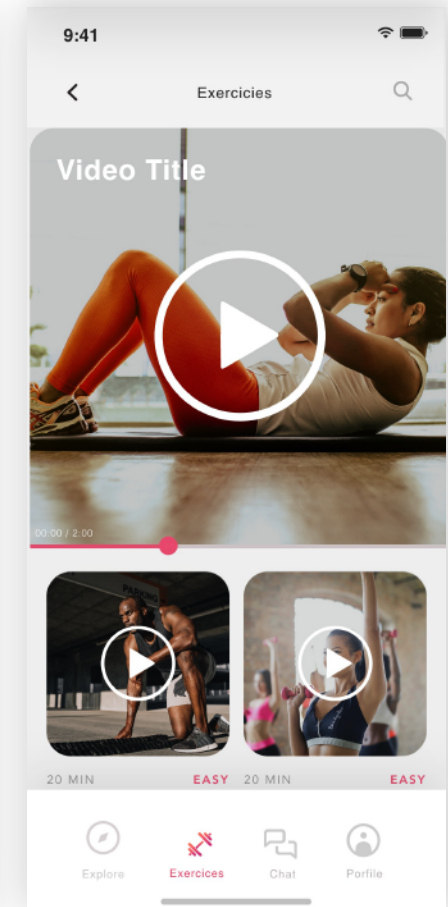 9:41
Exercicies
Video Title
00:00 / 2:00
PARKING
20 MIN EASY 20 MIN EASY
Explore Exercices Chat Porfile